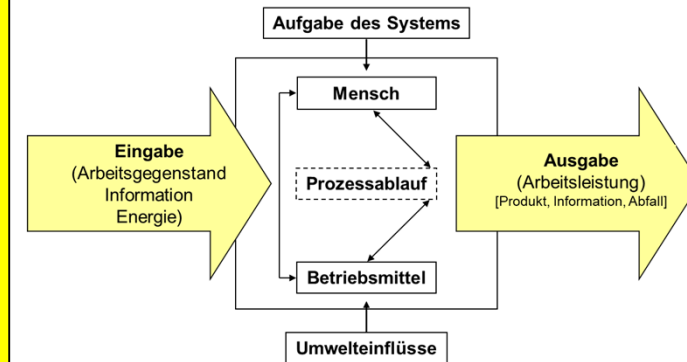 Aufgabe des Systems
Mensch
Eingabe
(Arbeitsgegenstand
Information
Energie)
Prozessablauf
Ausgabe
(Arbeitsleistung)
[Produkt, Information, Abfall]
Betriebsmittel
Umwelteinflüsse